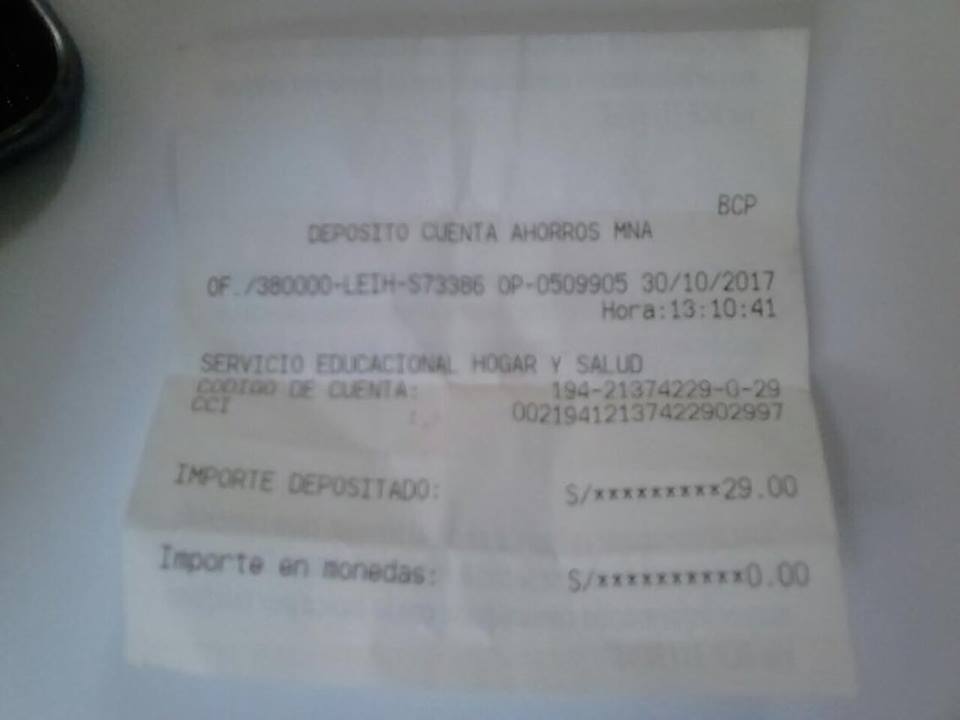 BCP
DEPOSITO CUENTA AHORROS MNA
OF./380000-LEIH-S73386 OP-0509905 30/10/2017
Hora:13:10:41
SERVICIO EDUCACIONAL HOGAR Y SALUD
CODIGO DE CUENTA: 194-21374229-0-29
CCI : 00219412137422902997
IMPORTE DEPOSITADO: S/*********29.00
Importe en monedas: S/**********0.00